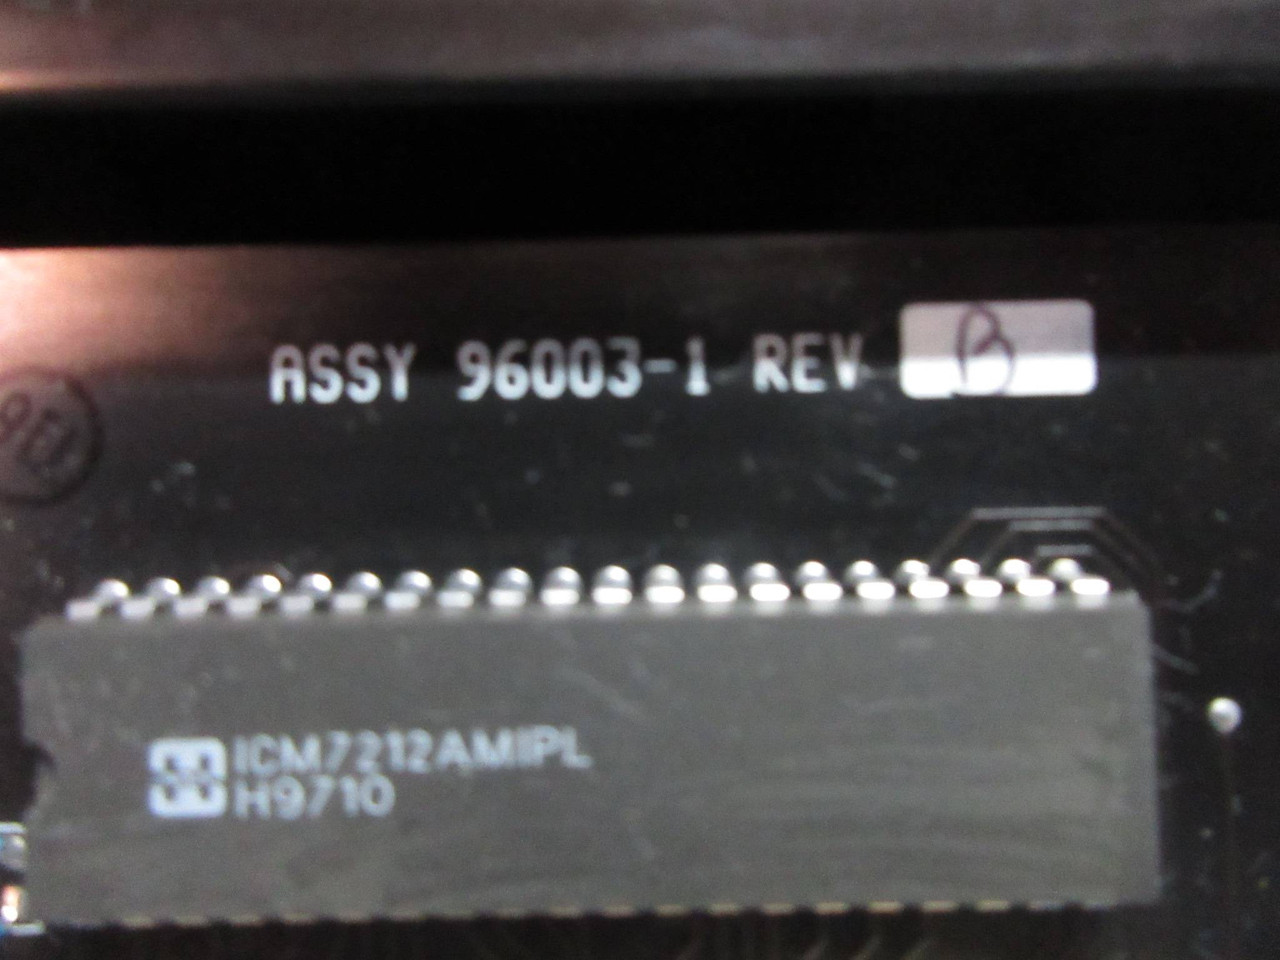 ASSY 96003-1 REV B
ICM7212AMIPL
H9710